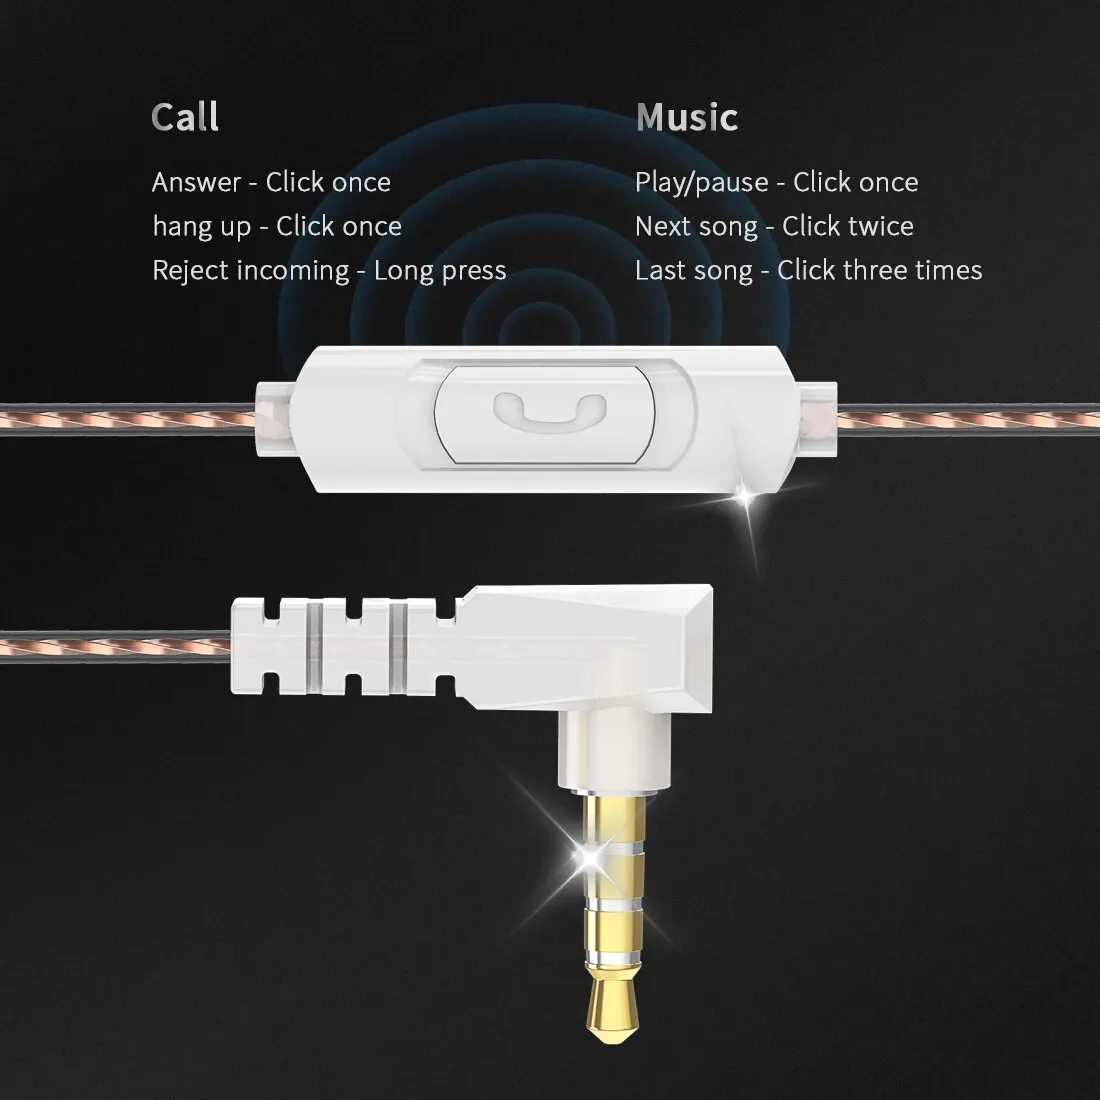 Call
Answer - Click once
hang up - Click once
Reject incoming - Long press
Music
Play/pause - Click once
Next song - Click twice
Last song - Click three times